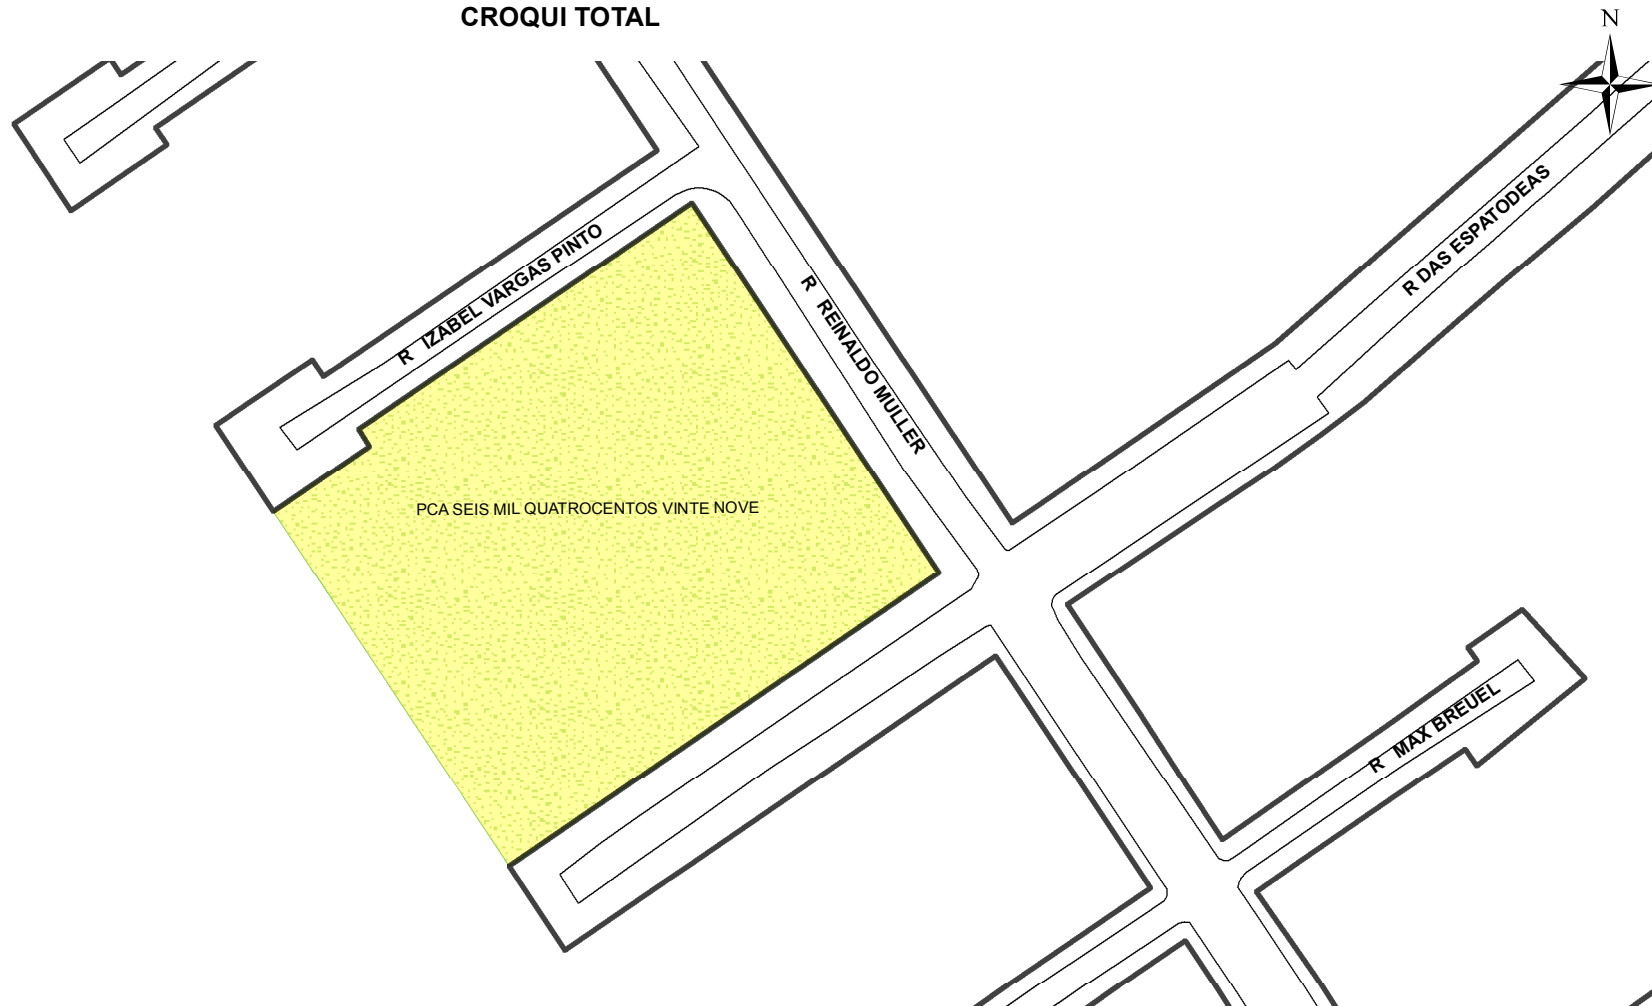 CROQUI TOTAL
N
R DAS ESPATODEAS
R IZABEL VARGAS PINTO
R REINALDO MULLER
PCA SEIS MIL QUATROCENTOS VINTE NOVE
R MAX BREUEL